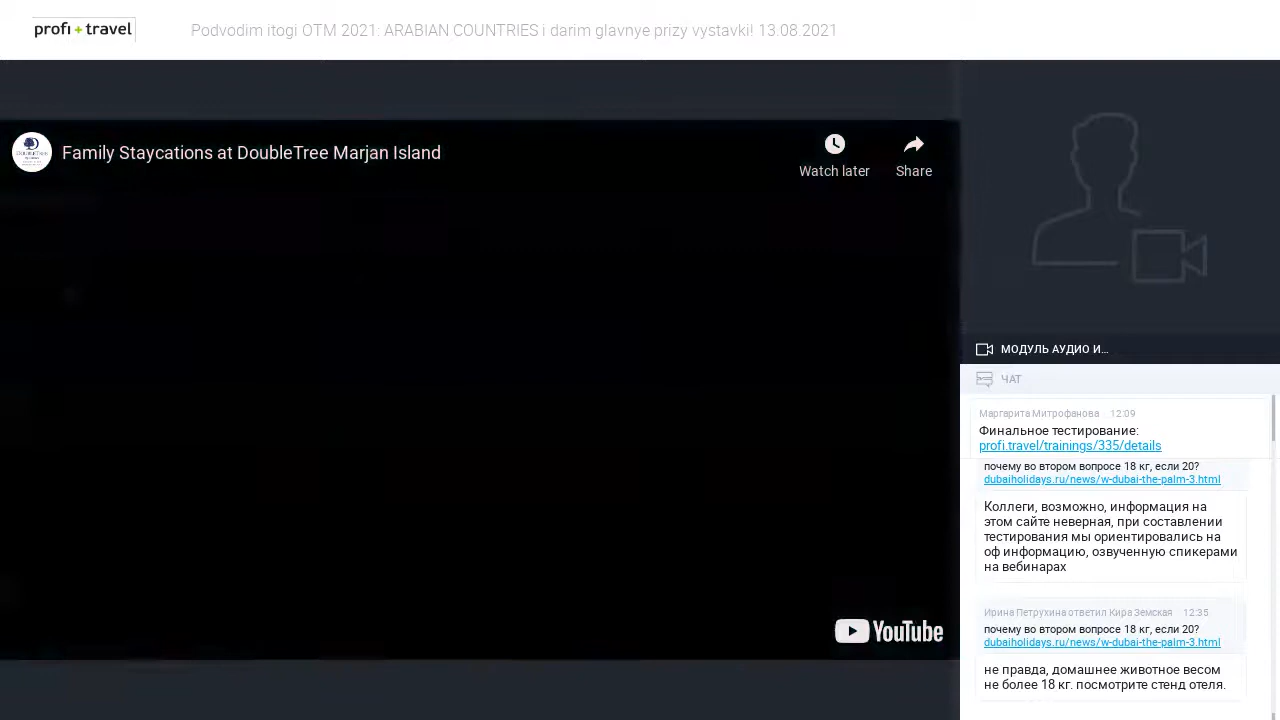 profi + travel
Podvodim itogi OTM 2021: ARABIAN COUNTRIES i darim glavnye prizy vystavki! 13.08.2021
Family Staycations at DoubleTree Marjan Island
Watch later
Share
YouTube
МОДУЛЬ АУДИО И...
ЧАТ
Маргарита Митрофанова 12:09
Финальное тестирование:
profi.travel/trainings/335/details
почему во втором вопросе 18 кг, если 20?
dubaiholidays.ru/news/w-dubai-the-palm-3.html
Коллеги, возможно, информация на
этом сайте неверная, при составлении
тестирования мы ориентировались на
оф информацию, озвученную спикерами
на вебинарах
Ирина Петрухина ответил Кира Земская 12:35
почему во втором вопросе 18 кг, если 20?
dubaiholidays.ru/news/w-dubai-the-palm-3.html
не правда, домашнее животное весом
не более 18 кг. посмотрите стенд отеля.